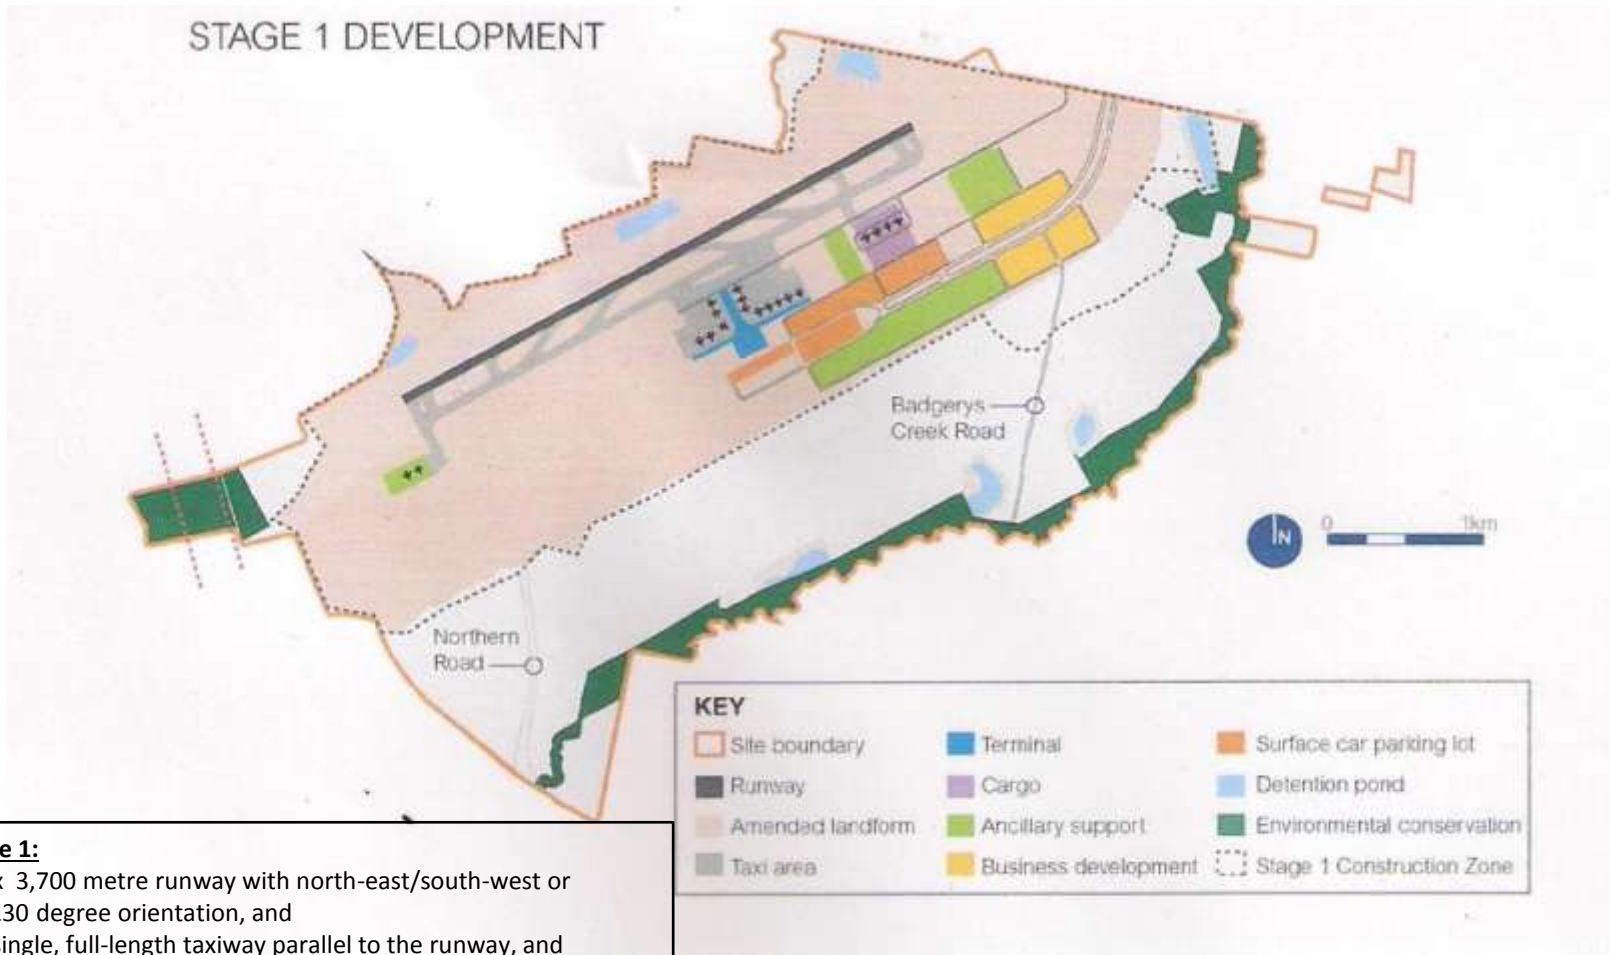 STAGE 1 DEVELOPMENT
Badgerys
Creek Road
N
0 1km
Northern
Road
KEY
Site boundary
Runway
Amended landform
Taxi area
Terminal
Cargo
Ancillary support
Business development
Surface car parking lot
Detention pond
Environmental conservation
Stage 1 Construction Zone
e 1:
x 3,700 metre runway with north-east/south-west or
230 degree orientation, and
single, full-length taxiway parallel to the runway, and